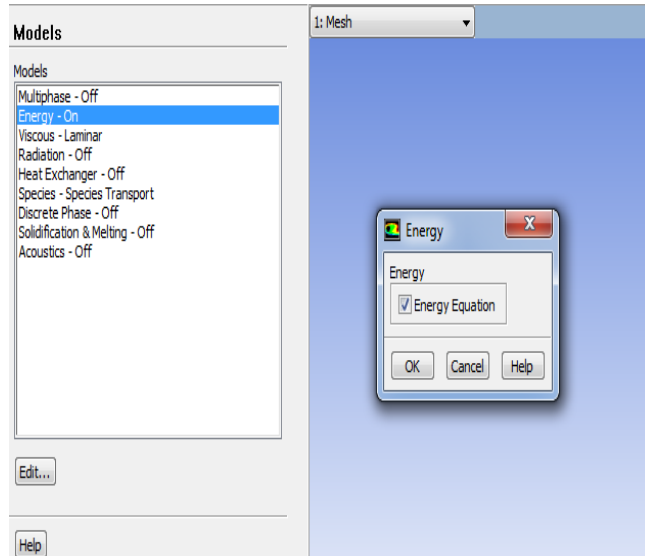 Models
1: Mesh
Models
Multiphase - Off
Energy - On
Viscous - Laminar
Radiation - Off
Heat Exchanger - Off
Species - Species Transport
Discrete Phase - Off
Solidification & Melting - Off
Acoustics - Off
Edit...
Help
Energy
X
Energy
Energy Equation
OK Cancel Help